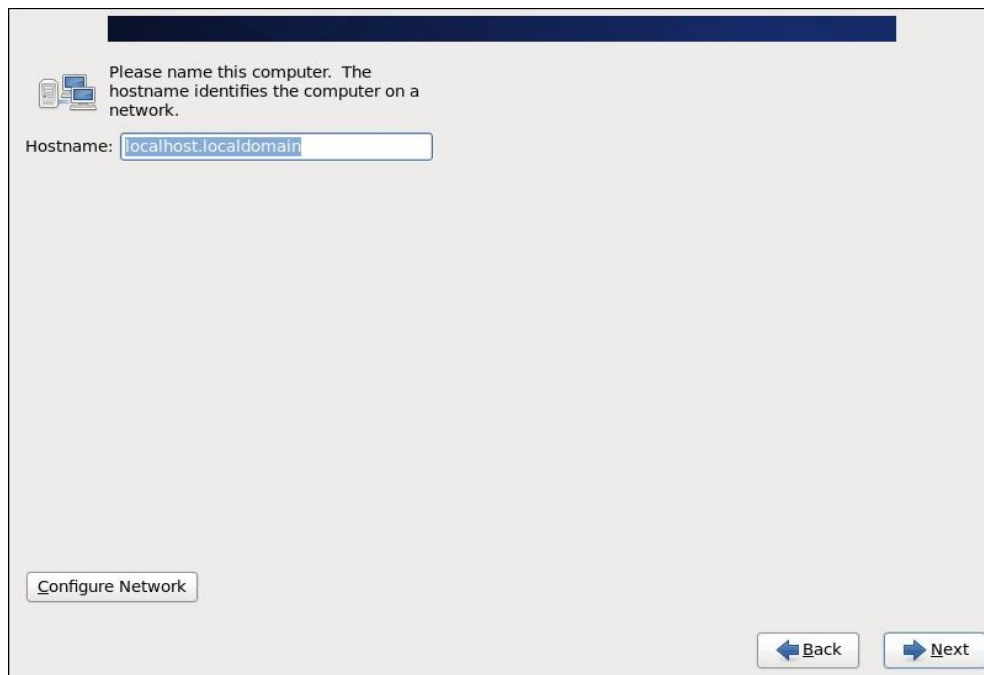 Please name this computer.  The
hostname identifies the computer on a
network.
Hostname: localhost.localdomain
Configure Network
Back Next